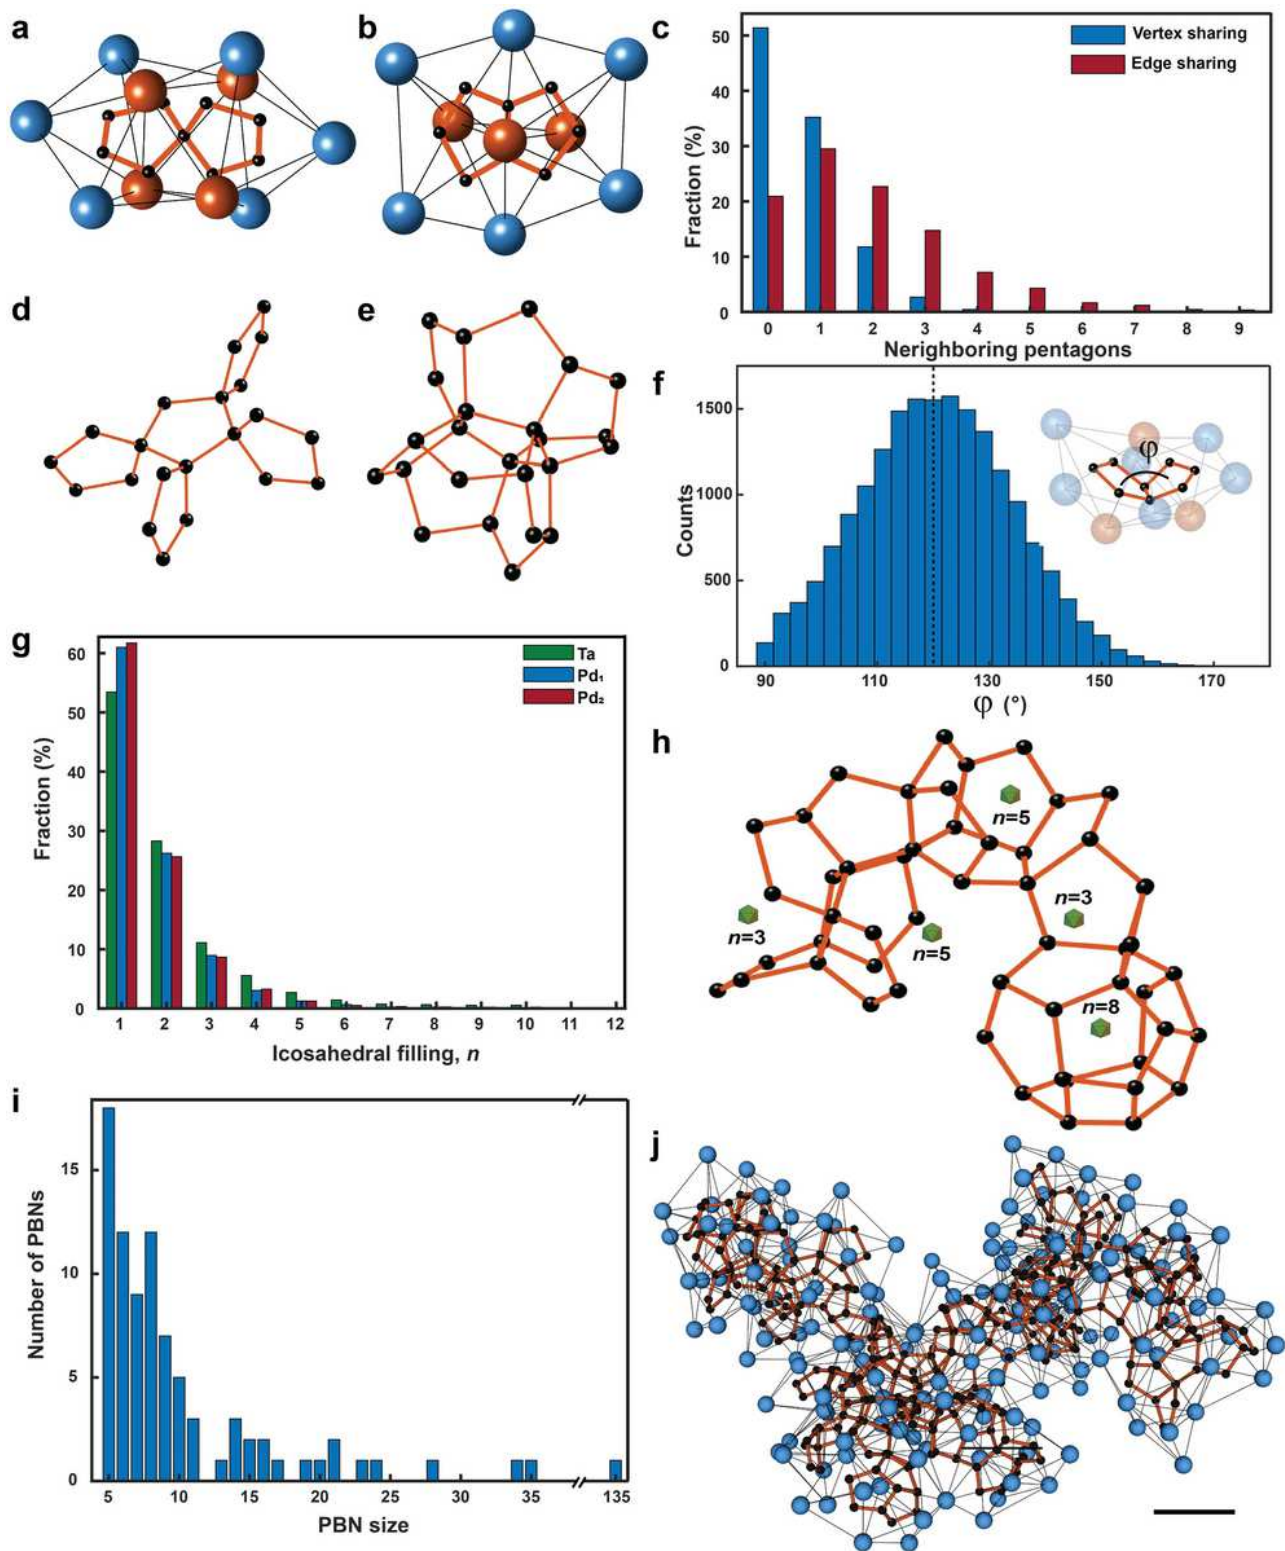 a
b
c
Vertex sharing
Edge sharing
50
40
30
20
10
0
Fraction (%)
0 1 2 3 4 5 6 7 8 9
Nerighboring pentagons
d
e
f
1500
1000
500
0
Counts
φ
90 110 130 150 170
φ (°)
g
Ta
Pd₁
Pd₂
60
50
40
30
20
10
0
Fraction (%)
1 2 3 4 5 6 7 8 9 10 11 12
Icosahedral filling, n
h
n=5
n=3
n=3
n=5
n=8
i
15
10
5
0
Number of PBNs
5 10 15 20 25 30 35 135
PBN size
j